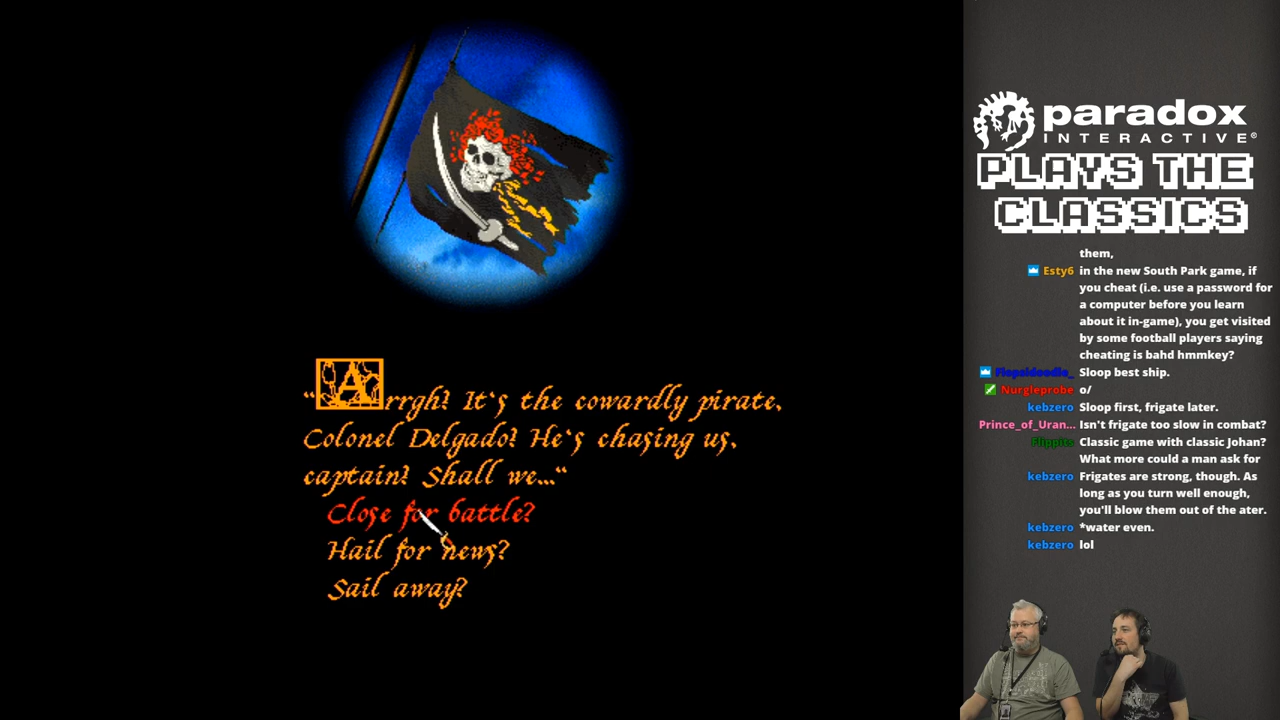 "Arrgh! It's the cowardly pirate,
Colonel Delgado! He's chasing us,
captain! Shall we..."
Close for battle?
Hail for news?
Sail away?
paradox
INTERACTIVE®
PLAYS THE
CLASSICS
them,
Esty6 in the new South Park game, if
you cheat (i.e. use a password for
a computer before you learn
about it in-game), you get visited
by some football players saying
cheating is bahd hmmkey?
Sloop best ship.
Nurgleprobe o/
kebzero Sloop first, frigate later.
Prince_of_Uran... Isn't frigate too slow in combat?
Flippits Classic game with classic Johan?
What more could a man ask for
kebzero Frigates are strong, though. As
long as you turn well enough,
you'll blow them out of the ater.
kebzero *water even.
kebzero lol